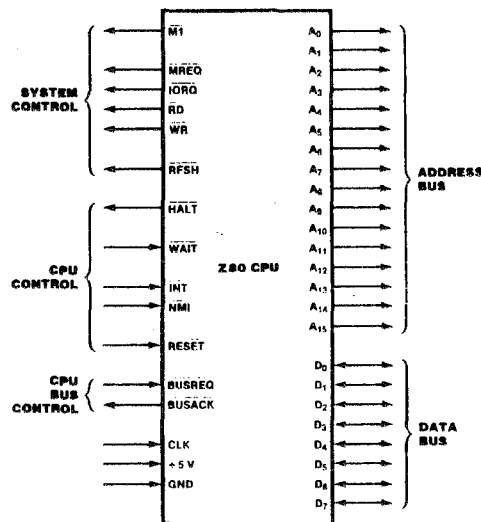 SYSTEM
CONTROL
M1
MREQ
IORQ
RD
WR
RFSH
CPU
CONTROL
HALT
WAIT
INT
NMI
RESET
CPU
BUS
CONTROL
BUSREQ
BUSACK
CLK
+5 V
GND
Z80 CPU
A0
A1
A2
A3
A4
A5
A6
A7
A8
A9
A10
A11
A12
A13
A14
A15
ADDRESS
BUS
D0
D1
D2
D3
D4
D5
D6
D7
DATA
BUS